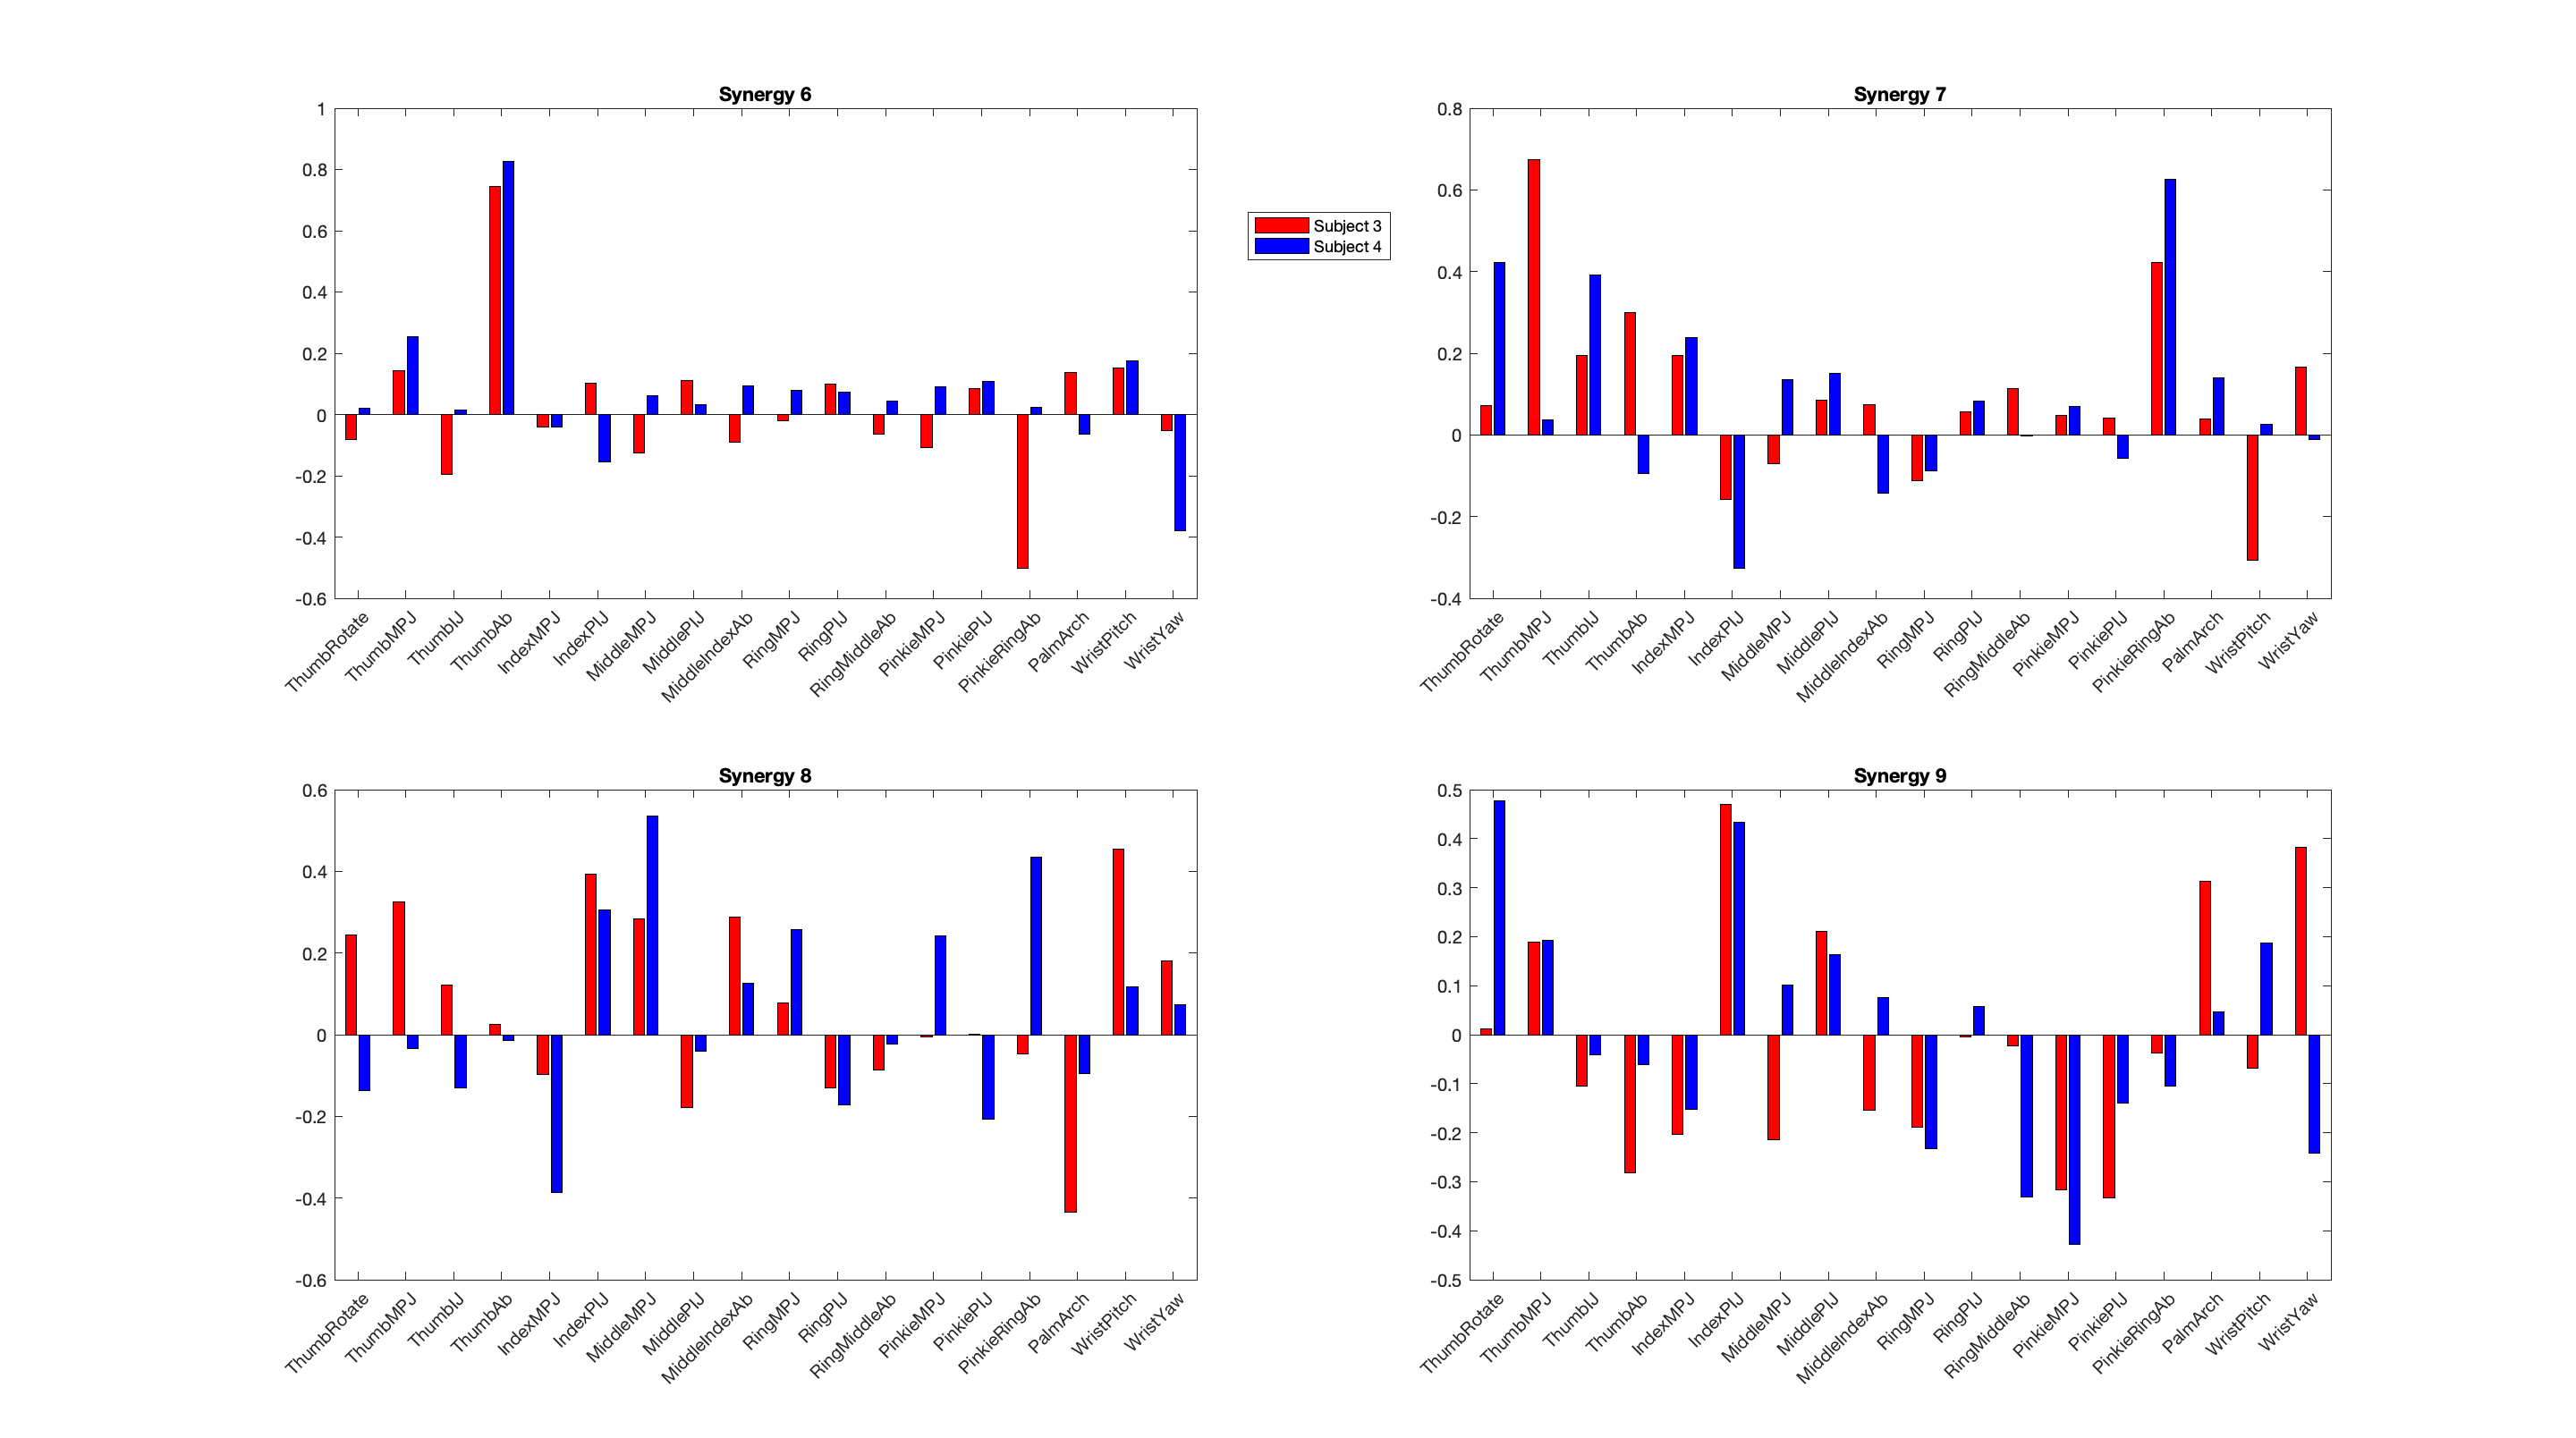 Synergy 6
1
0.8
0.6
0.4
0.2
0
-0.2
-0.4
-0.6
ThumbRotate
ThumbMPJ
ThumbIJ
ThumbAb
IndexMPJ
IndexPIJ
MiddleMPJ
MiddlePIJ
MiddleIndexAb
RingMPJ
RingPIJ
RingMiddleAb
PinkieMPJ
PinkiePIJ
PinkieRingAb
PalmArch
WristPitch
WristYaw
Subject 3
Subject 4
Synergy 7
0.8
0.6
0.4
0.2
0
-0.2
-0.4
ThumbRotate
ThumbMPJ
ThumbIJ
ThumbAb
IndexMPJ
IndexPIJ
MiddleMPJ
MiddlePIJ
MiddleIndexAb
RingMPJ
RingPIJ
RingMiddleAb
PinkieMPJ
PinkiePIJ
PinkieRingAb
PalmArch
WristPitch
WristYaw
Synergy 8
0.6
0.4
0.2
0
-0.2
-0.4
-0.6
ThumbRotate
ThumbMPJ
ThumbIJ
ThumbAb
IndexMPJ
IndexPIJ
MiddleMPJ
MiddlePIJ
MiddleIndexAb
RingMPJ
RingPIJ
RingMiddleAb
PinkieMPJ
PinkiePIJ
PinkieRingAb
PalmArch
WristPitch
WristYaw
Synergy 9
0.5
0.4
0.3
0.2
0.1
0
-0.1
-0.2
-0.3
-0.4
-0.5
ThumbRotate
ThumbMPJ
ThumbIJ
ThumbAb
IndexMPJ
IndexPIJ
MiddleMPJ
MiddlePIJ
MiddleIndexAb
RingMPJ
RingPIJ
RingMiddleAb
PinkieMPJ
PinkiePIJ
PinkieRingAb
PalmArch
WristPitch
WristYaw